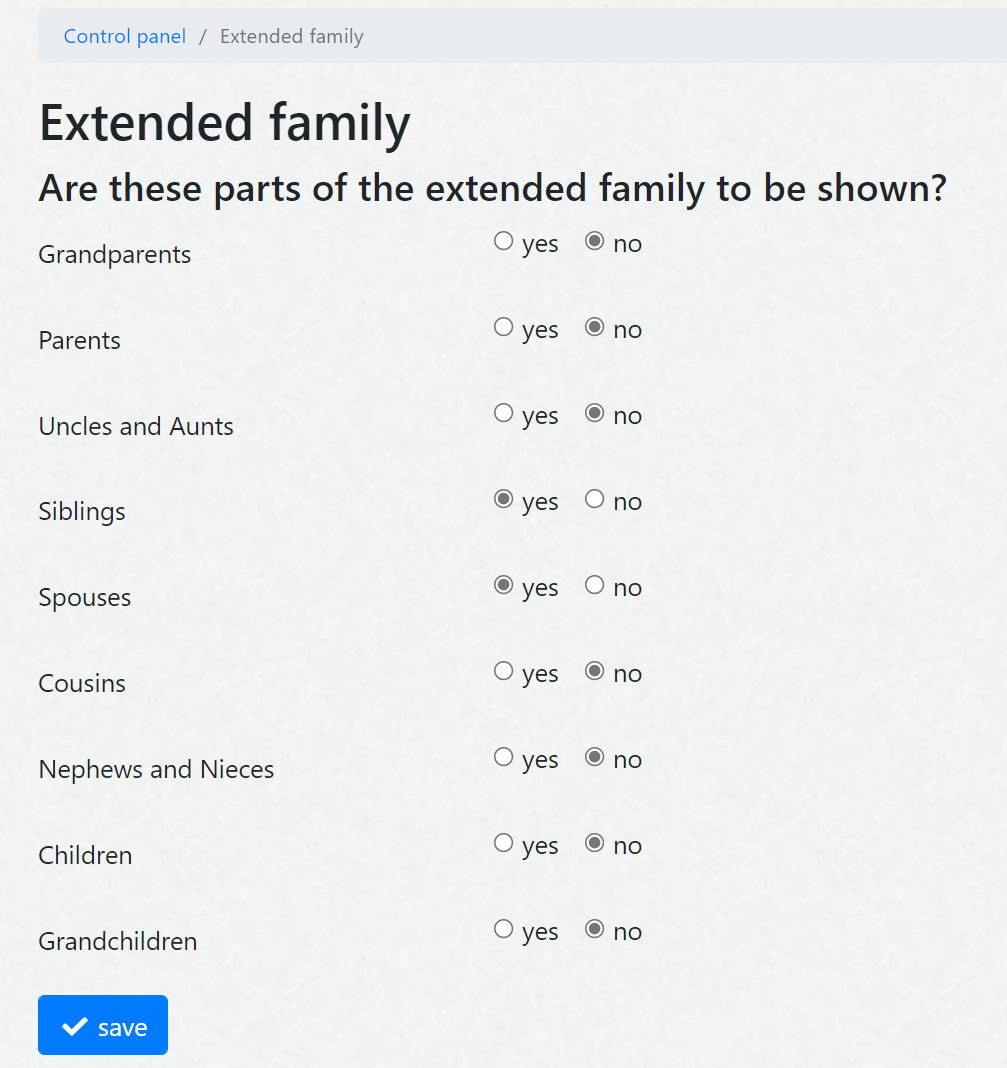 Control panel / Extended family
Extended family
Are these parts of the extended family to be shown?
Grandparents yes no
Parents yes no
Uncles and Aunts yes no
Siblings yes no
Spouses yes no
Cousins yes no
Nephews and Nieces yes no
Children yes no
Grandchildren yes no
save